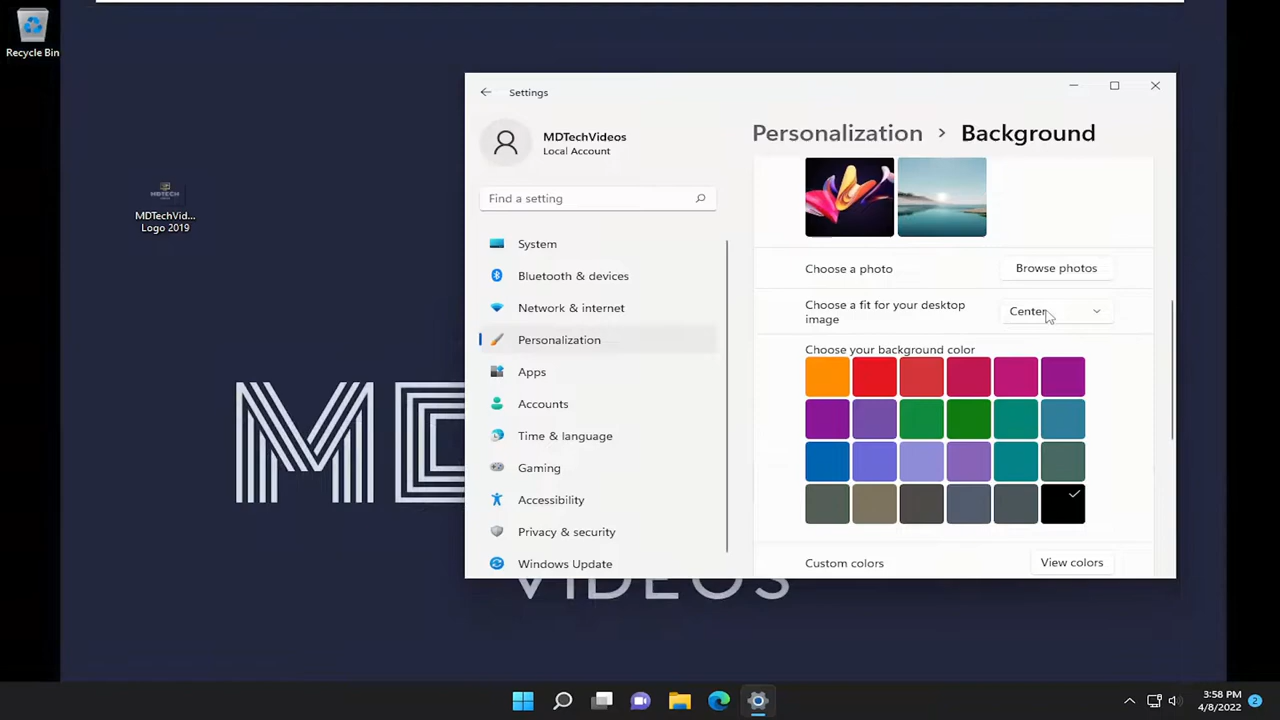 Recycle Bin
MDTechVid...
Logo 2019
MD
VIDEOS
Settings
MDTechVideos
Local Account
Find a setting
System
Bluetooth & devices
Network & internet
Personalization
Apps
Accounts
Time & language
Gaming
Accessibility
Privacy & security
Windows Update
Personalization > Background
Choose a photo
Browse photos
Choose a fit for your desktop
image
Center
Choose your background color
Custom colors
View colors
3:58 PM
4/8/2022
2